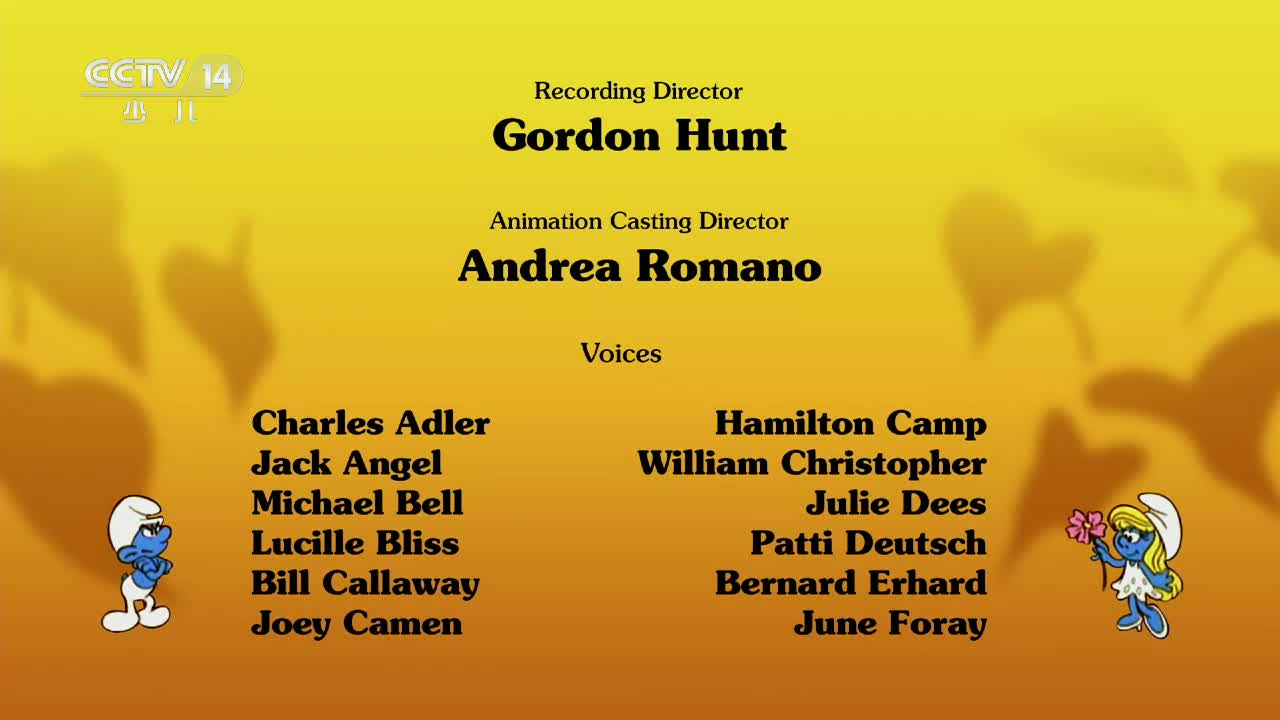 CCTV 14
少儿
Recording Director
Gordon Hunt
Animation Casting Director
Andrea Romano
Voices
Charles Adler
Hamilton Camp
Jack Angel
William Christopher
Michael Bell
Julie Dees
Lucille Bliss
Patti Deutsch
Bill Callaway
Bernard Erhard
Joey Camen
June Foray